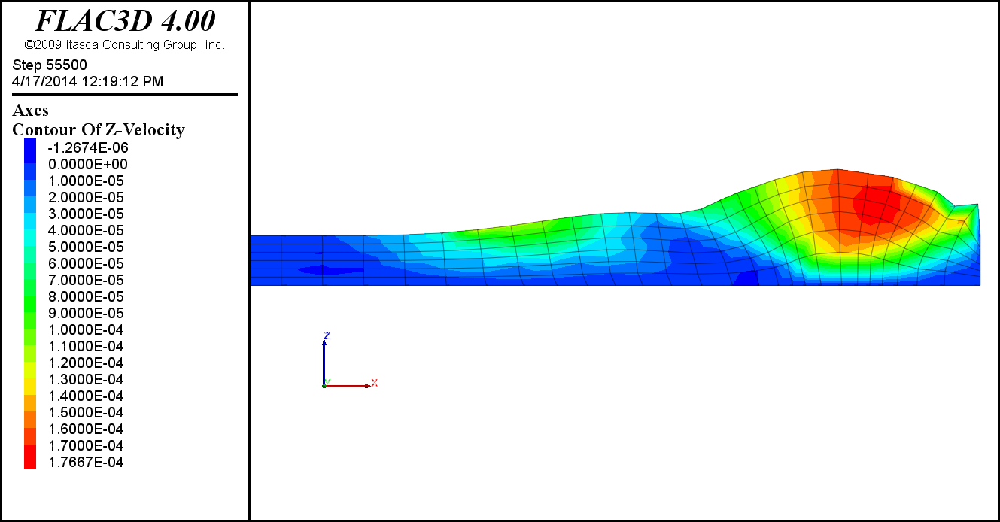 FLAC3D 4.00
©2009 Itasca Consulting Group, Inc.
Step 55500
4/17/2014 12:19:12 PM
Axes
Contour Of Z-Velocity
-1.2674E-06
0.0000E+00
1.0000E-05
2.0000E-05
3.0000E-05
4.0000E-05
5.0000E-05
6.0000E-05
7.0000E-05
8.0000E-05
9.0000E-05
1.0000E-04
1.1000E-04
1.2000E-04
1.3000E-04
1.4000E-04
1.5000E-04
1.6000E-04
1.7000E-04
1.7667E-04
Z
Y
X